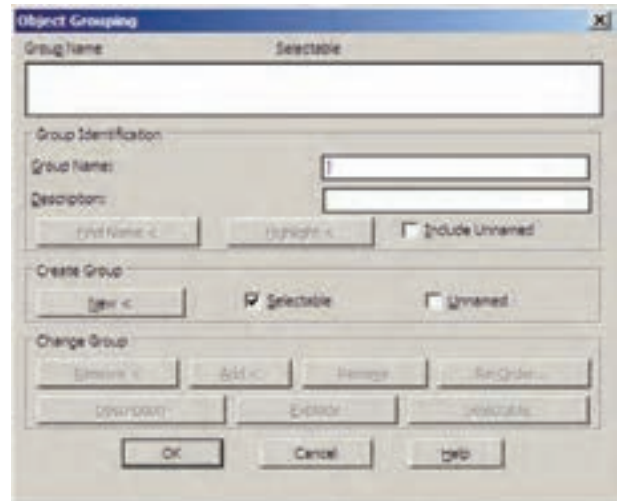 Object Grouping
Group Name Selectable
Group Identification
Group Name:
Description:
Find Name < Highlight < Include Unnamed
Create Group
New < Selectable Unnamed
Change Group
Remove < Add < Rename Re-Order...
Description Explode Selectable
OK Cancel Help